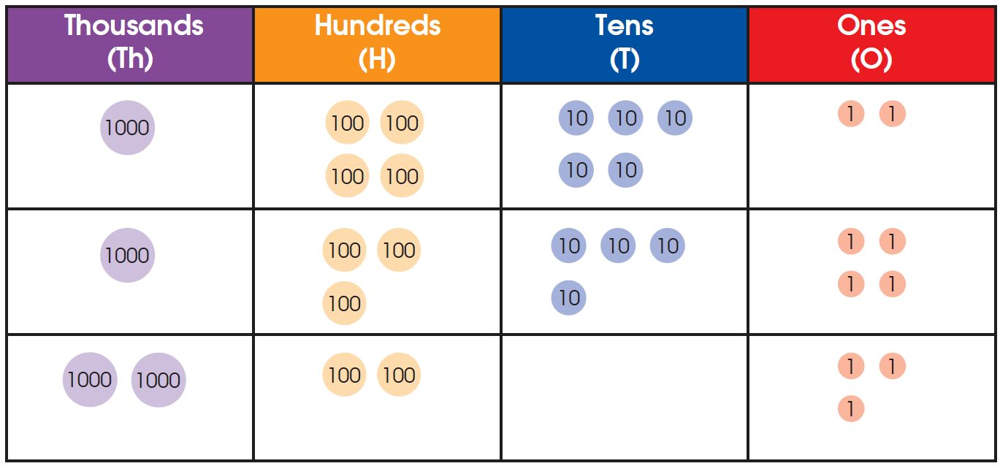 Thousands Hundreds Tens Ones
(Th) (H) (T) (O)
1000 100 100 10 10 10 1 1
100 100 10 10
1000 100 100 10 10 10 1 1
100 10 1 1
1000 1000 100 100 1 1
1